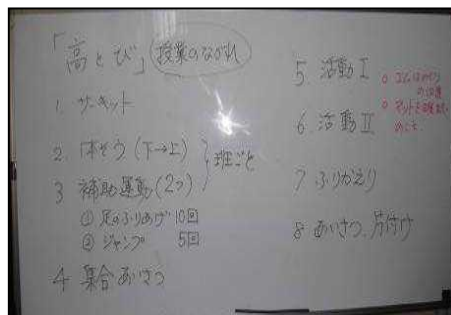 「高とび」 授業のながれ
1. サーキット
2. 体そう(下→上)
3 補助運動(2つ)
班ごと
① 足のふりあげ 10回
② ジャンプ 5回
4 集合 あいさつ
5. 活動Ⅰ
6. 活動Ⅱ
7 ふりかえり
8 あいさつ、片付け